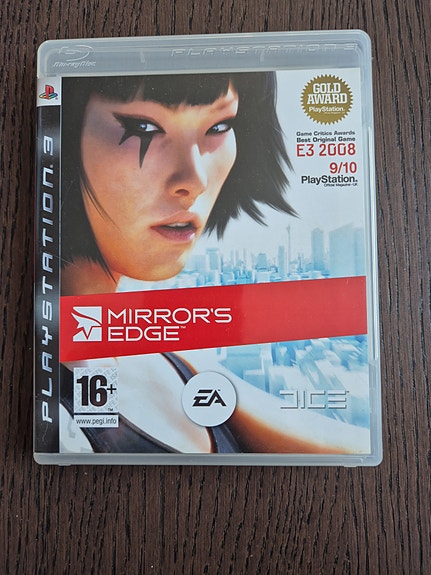 Blu-ray Disc
PLAYSTATION 3
PLAYSTATION 3
GOLD
AWARD
PlayStation
Game Critics Awards
Best Original Game
E3 2008
9/10
PlayStation.
Official Magazine - UK
MIRROR'S
EDGE™
16+
www.pegi.info
EA
DICE